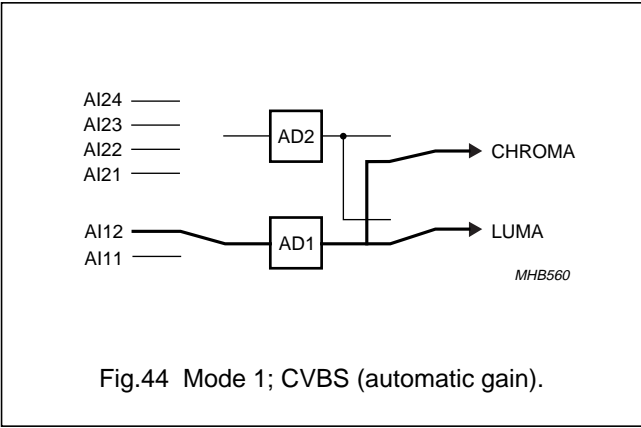 AI24
AI23
AI22
AI21
AD2
CHROMA
AI12
AI11
AD1
LUMA
MHB560
Fig.44 Mode 1; CVBS (automatic gain).